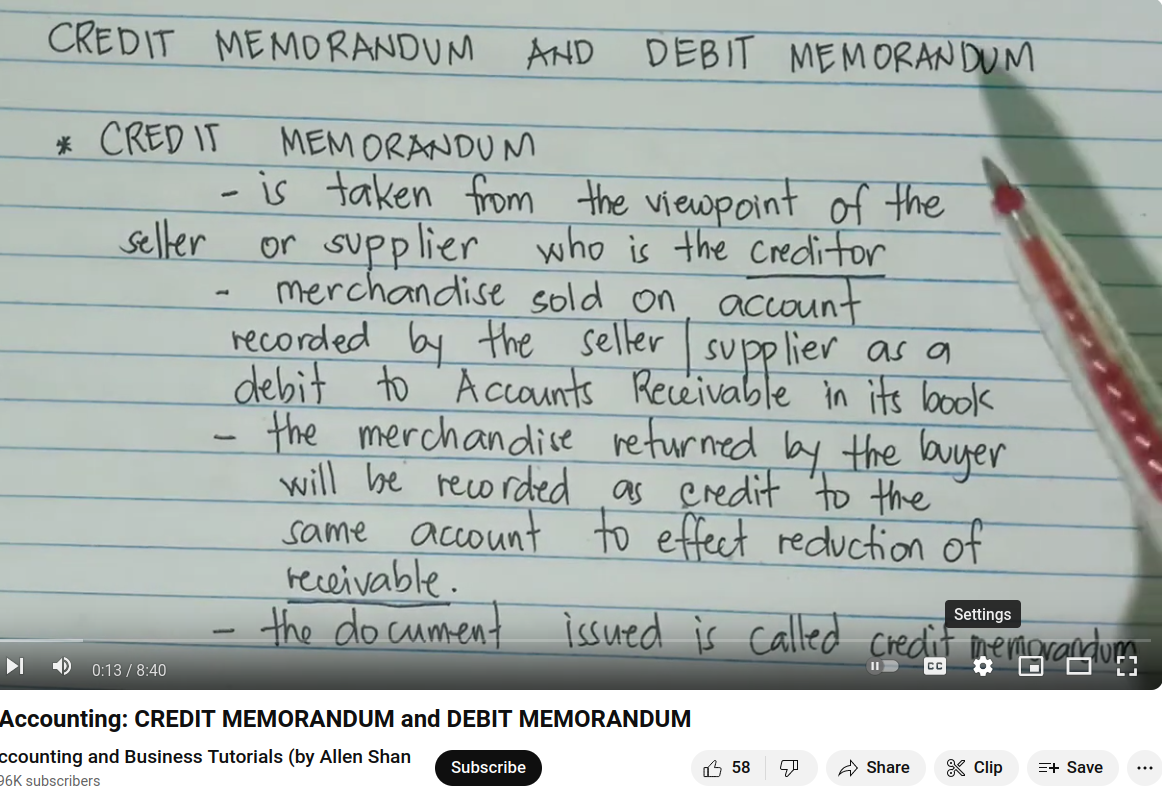 CREDIT MEMORANDUM AND DEBIT MEMORANDUM
* CREDIT MEMORANDUM
- is taken from the viewpoint of the
seller or supplier who is the creditor
- merchandise sold on account
recorded by the seller / supplier as a
debit to Accounts Receivable in its book
- the merchandise returned by the buyer
will be recorded as credit to the
same account to effect reduction of
receivable.
- the document issued is called credit memorandum
Settings
0:13 / 8:40
CC
Accounting: CREDIT MEMORANDUM and DEBIT MEMORANDUM
ccounting and Business Tutorials (by Allen Shan
96K subscribers
Subscribe
58
Share
Clip
Save